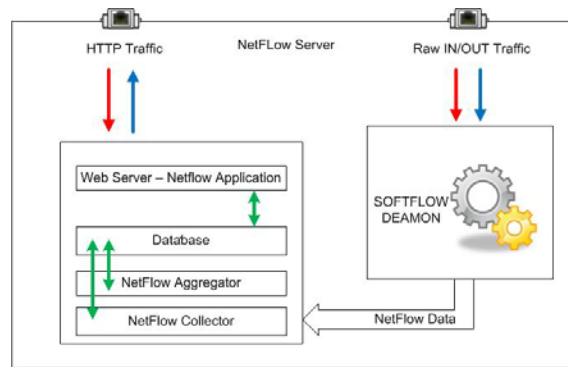 NetFLow Server
HTTP Traffic
Raw IN/OUT Traffic
Web Server – Netflow Application
Database
NetFlow Aggregator
NetFlow Collector
SOFTFLOW
DEAMON
NetFlow Data